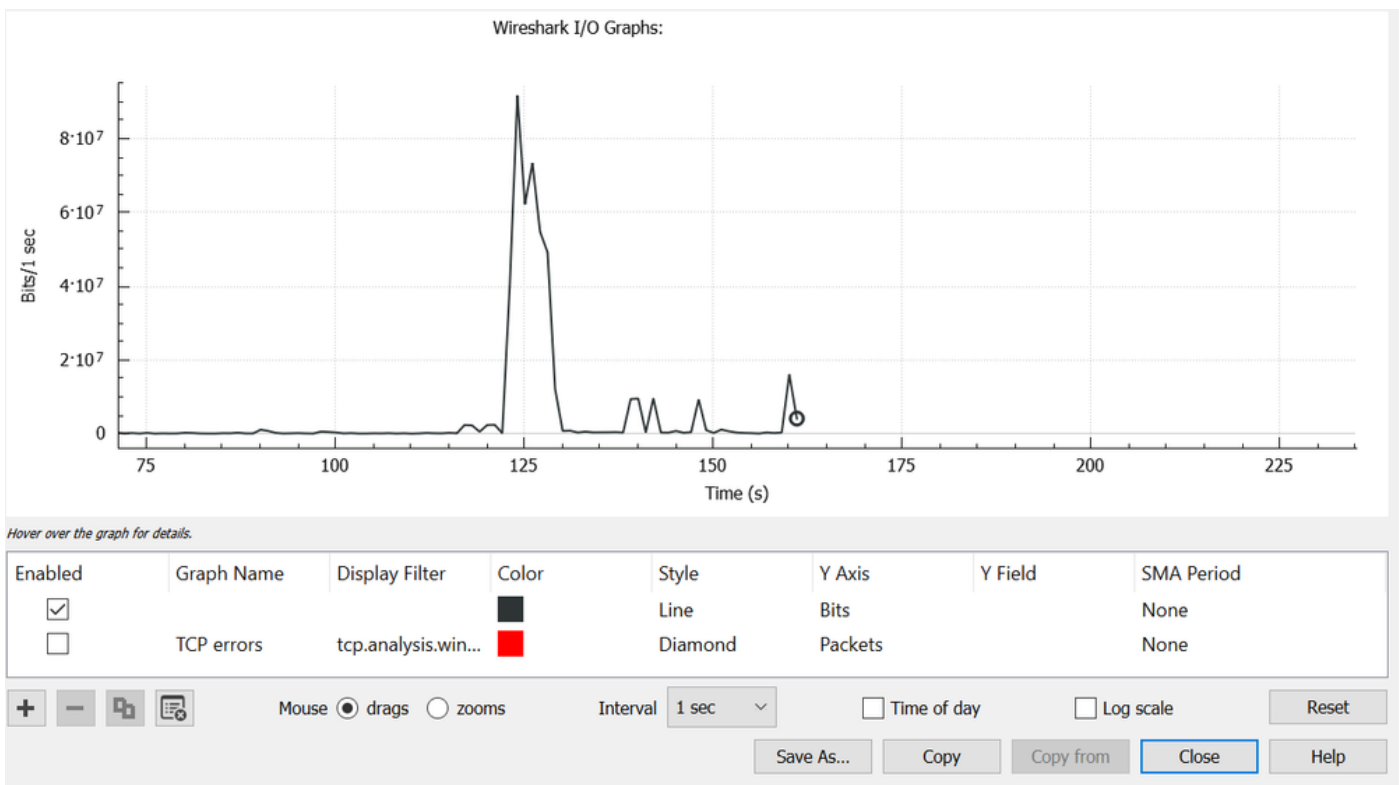 Wireshark I/O Graphs:
8·10⁷
6·10⁷
4·10⁷
2·10⁷
0
Bits/1 sec
75 100 125 150 175 200 225
Time (s)
Hover over the graph for details.
Enabled Graph Name Display Filter Color Style Y Axis Y Field SMA Period
Line Bits None
TCP errors tcp.analysis.win... Diamond Packets None
Mouse drags zooms Interval 1 sec Time of day Log scale Reset
Save As... Copy Copy from Close Help